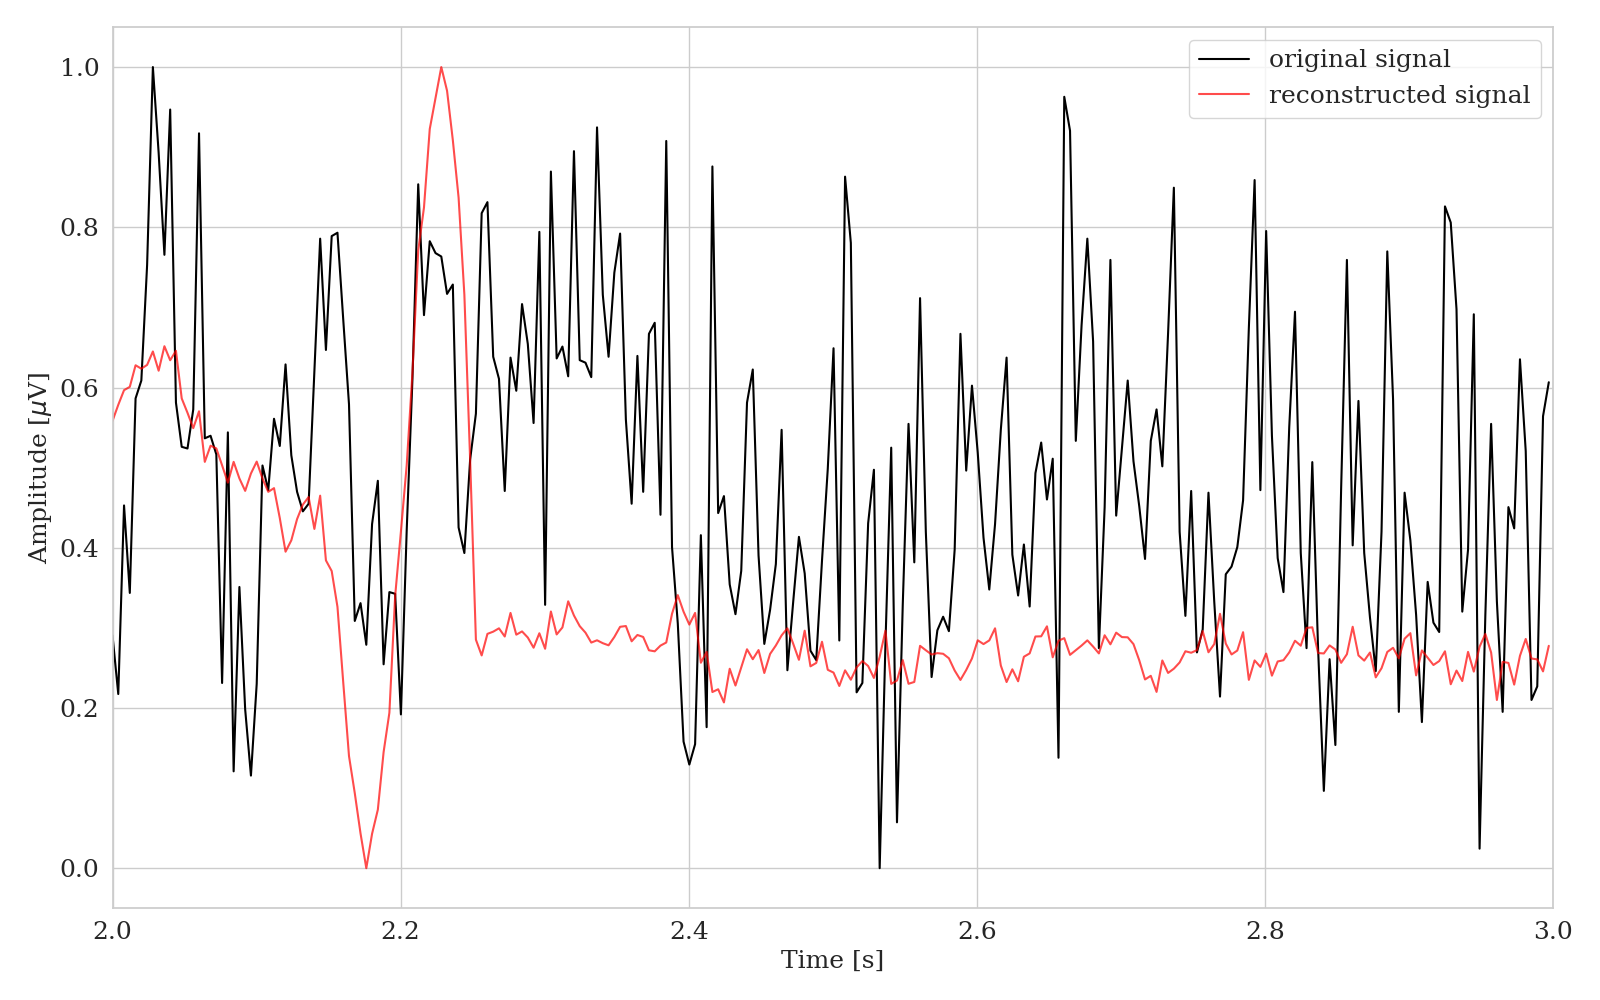 original signal
reconstructed signal
1.0
0.8
0.6
0.4
0.2
0.0
Amplitude [μV]
2.0 2.2 2.4 2.6 2.8 3.0
Time [s]